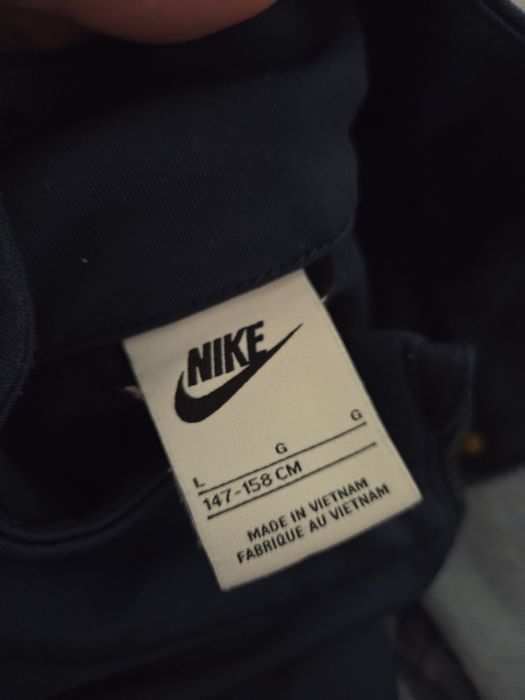 NIKE
L G G
147-158 CM
MADE IN VIETNAM
FABRIQUE AU VIETNAM